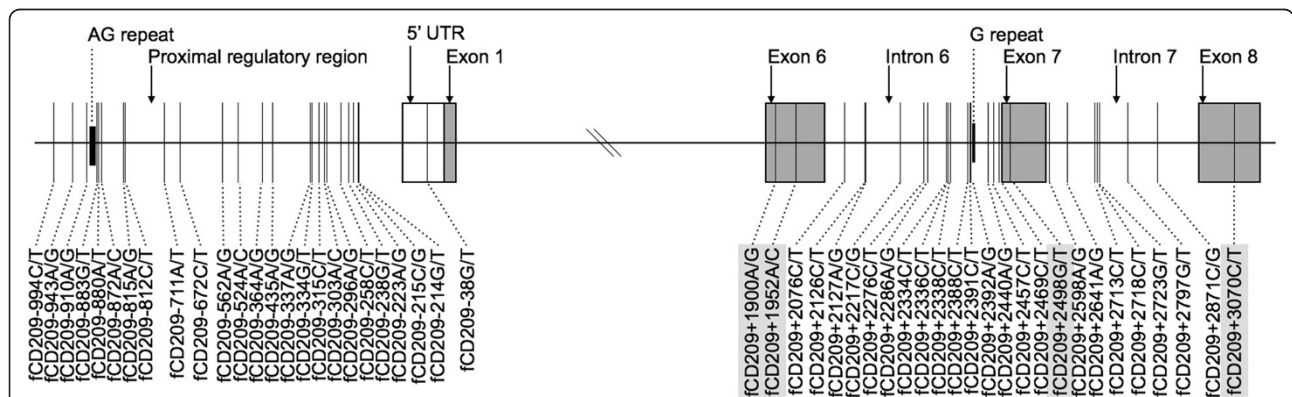 AG repeat
Proximal regulatory region
5’ UTR
Exon 1
Exon 6
Intron 6
G repeat
Exon 7
Intron 7
Exon 8
fCD209-994C/T
fCD209-943A/G
fCD209-910A/G
fCD209-883G/T
fCD209-880A/T
fCD209-872A/C
fCD209-815A/G
fCD209-812C/T
fCD209-711A/T
fCD209-672C/T
fCD209-562A/G
fCD209-524A/C
fCD209-364A/G
fCD209-435A/G
fCD209-337A/G
fCD209-334G/T
fCD209-315C/T
fCD209-303A/C
fCD209-296A/G
fCD209-258C/T
fCD209-238G/T
fCD209-223A/G
fCD209-215C/G
fCD209-214G/T
fCD209-38G/T
fCD209+1900A/G
fCD209+1952A/C
fCD209+2076C/T
fCD209+2126C/T
fCD209+2127A/G
fCD209+2217C/G
fCD209+2276C/T
fCD209+2286A/G
fCD209+2334C/T
fCD209+2336C/T
fCD209+2338C/T
fCD209+2388C/T
fCD209+2391C/T
fCD209+2392A/G
fCD209+2440A/G
fCD209+2457C/T
fCD209+2469C/T
fCD209+2498G/T
fCD209+2598A/G
fCD209+2641A/G
fCD209+2713C/T
fCD209+2718C/T
fCD209+2723G/T
fCD209+2797G/T
fCD209+2871C/G
fCD209+3070C/T